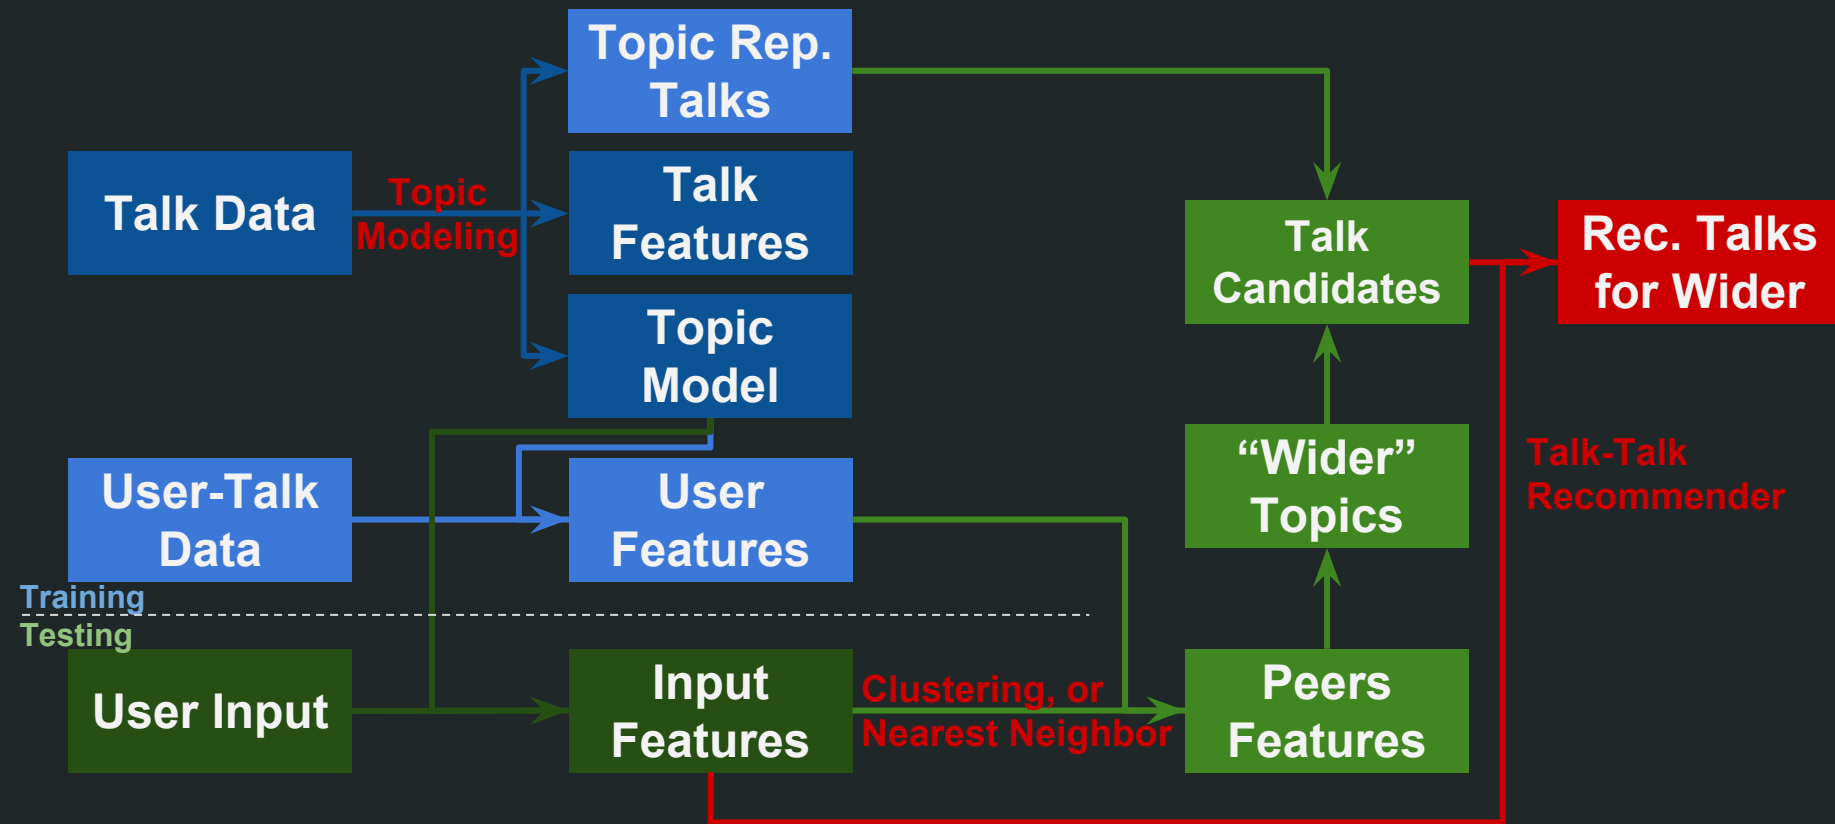 Topic Rep.
Talks
Talk Data
Topic
Modeling
Talk
Features
Topic
Model
Talk
Candidates
Rec. Talks
for Wider
User-Talk
Data
User
Features
“Wider”
Topics
Talk-Talk
Recommender
Training
Testing
User Input
Input
Features
Clustering, or
Nearest Neighbor
Peers
Features